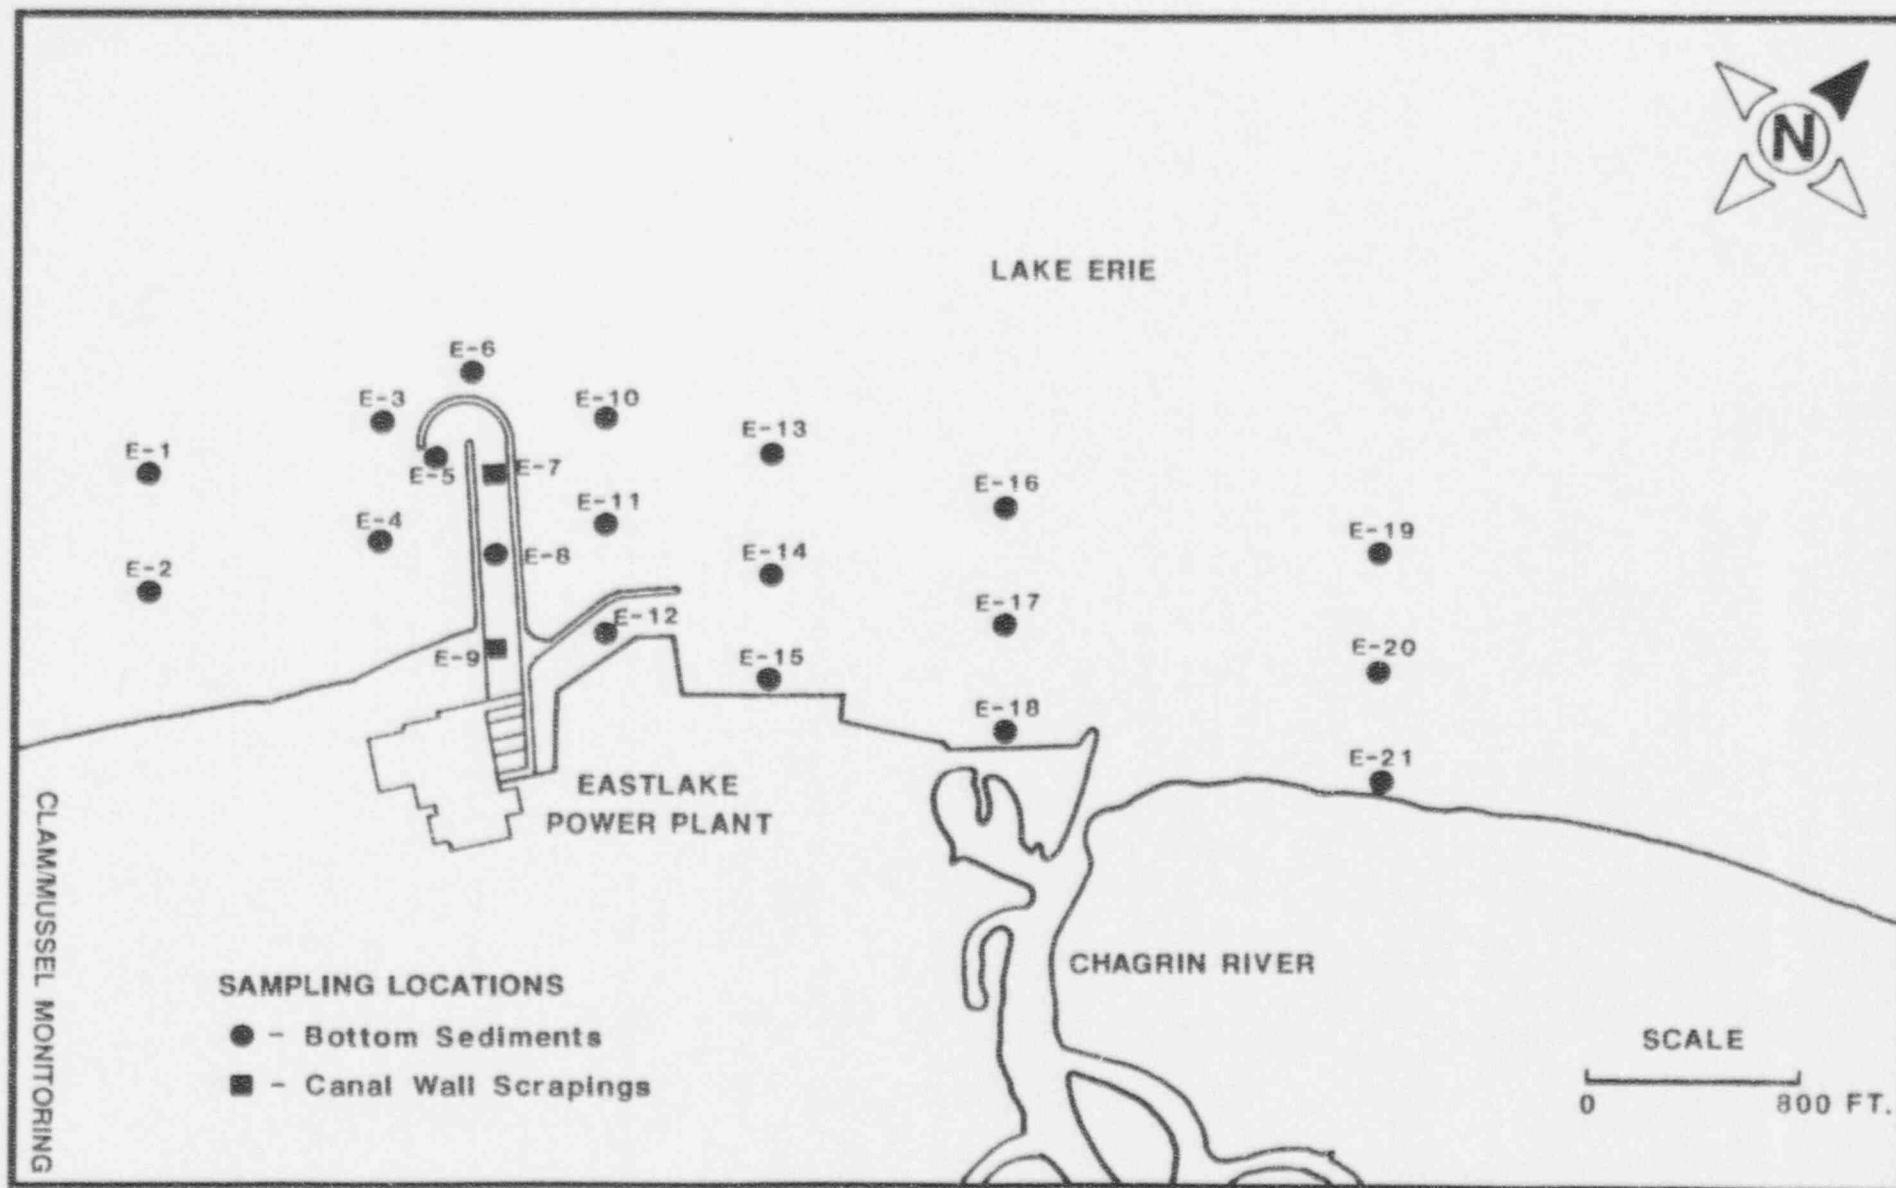 N
LAKE ERIE
E-6
E-3
E-10
E-13
E-1
E-5
E-7
E-16
E-11
E-4
E-19
E-8
E-14
E-2
E-17
E-12
E-9
E-15
E-20
E-18
E-21
EASTLAKE
POWER PLANT
CHAGRIN RIVER
SAMPLING LOCATIONS
- Bottom Sediments
- Canal Wall Scrapings
SCALE
0 800 FT.
CLAM/MUSSEL MONITORING